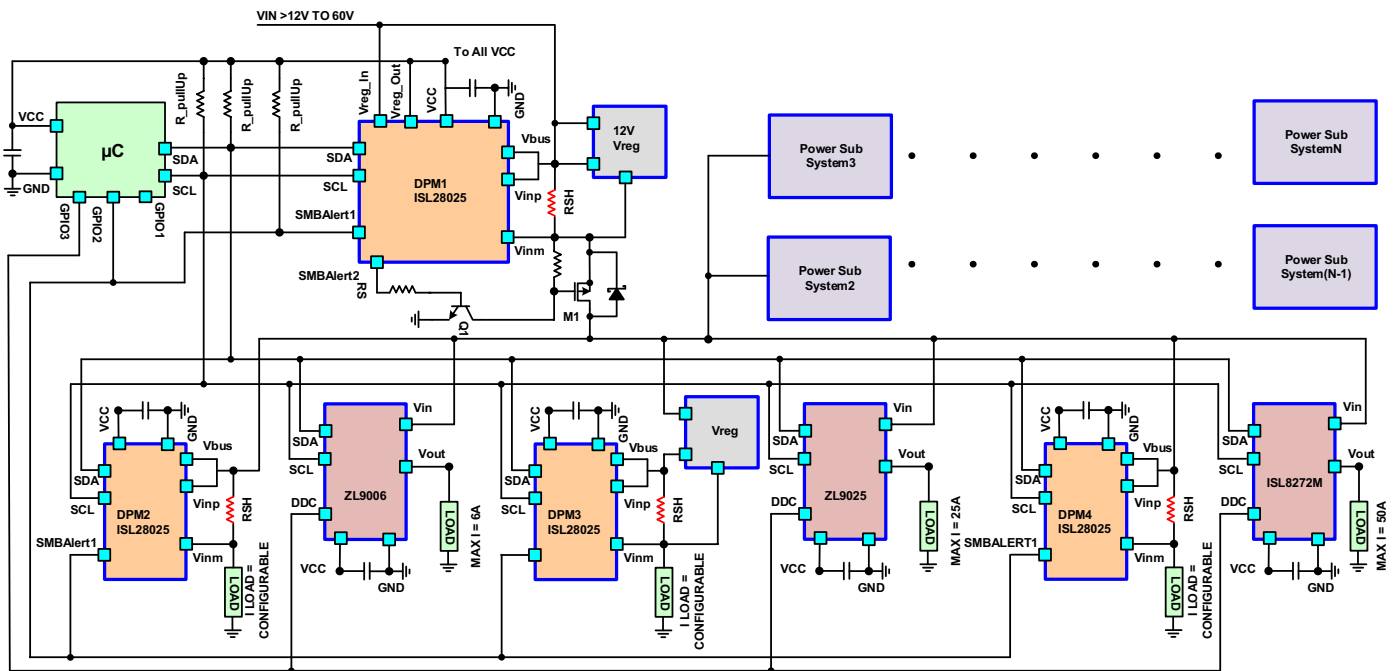 VIN >12V TO 60V
To All VCC
R_pullUp
R_pullUp
R_pullUp
Vreg_In
Vreg_Out
VCC
GND
VCC
µC
SDA
SCL
GND
GPIO3
GPIO2
GPIO1
SDA
SCL
SMBAlert1
DPM1
ISL28025
Vbus
Vinp
Vinm
RSH
12V
Vreg
SMBAlert2
RS
Q1
M1
Power Sub
System3
Power Sub
SystemN
Power Sub
System2
Power Sub
System(N-1)
VCC
GND
Vbus
SDA
SCL
Vinp
DPM2
ISL28025
SMBAlert1
Vinm
RSH
LOAD
I LOAD =
CONFIGURABLE
Vin
SDA
SCL
Vout
ZL9006
DDC
VCC
GND
LOAD
MAX I = 6A
VCC
GND
Vbus
SDA
SCL
Vinp
DPM3
ISL28025
Vinm
RSH
Vreg
LOAD
I LOAD =
CONFIGURABLE
Vin
SDA
SCL
Vout
ZL9025
DDC
VCC
GND
LOAD
MAX I = 25A
VCC
GND
Vbus
SDA
SCL
Vinp
DPM4
ISL28025
SMBALERT1
Vinm
RSH
LOAD
I LOAD =
CONFIGURABLE
Vin
SDA
SCL
Vout
ISL8272M
DDC
VCC
GND
LOAD
MAX I = 50A